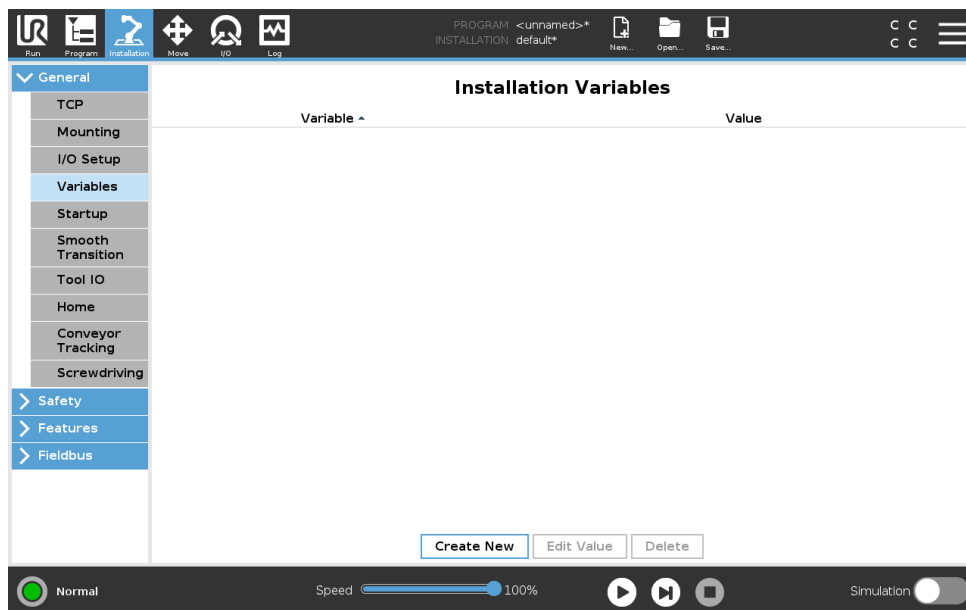 UR
PROGRAM <unnamed>*
INSTALLATION default*
Run Program Installation Move I/O Log New... Open... Save...
C C
C C
General
TCP
Mounting
I/O Setup
Variables
Startup
Smooth
Transition
Tool IO
Home
Conveyor
Tracking
Screwdriving
Safety
Features
Fieldbus
Installation Variables
Variable Value
Create New Edit Value Delete
Normal Speed 100% Simulation